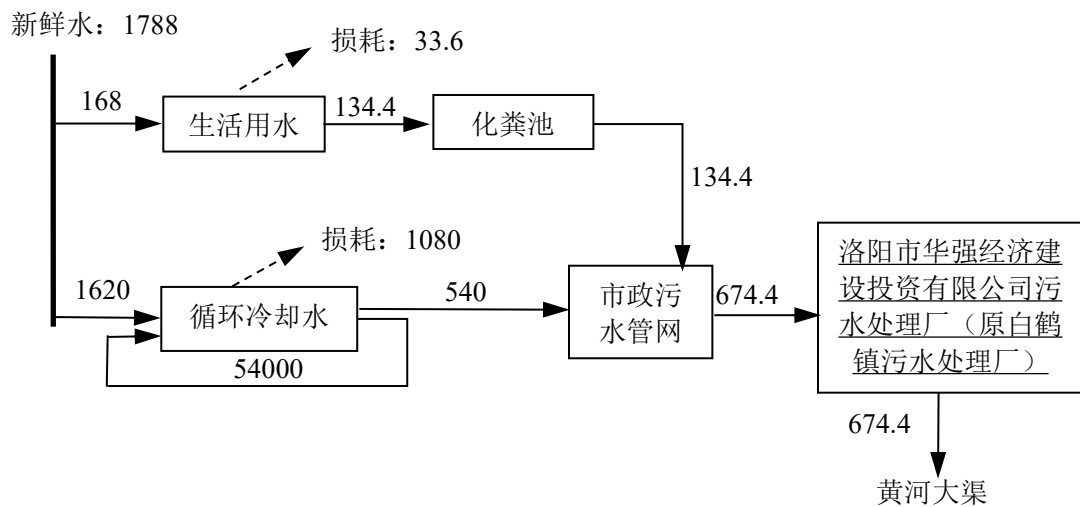 新鲜水：1788
损耗：33.6
168
生活用水
134.4
化粪池
134.4
损耗：1080
1620
循环冷却水
540
54000
市政污
水管网
674.4
洛阳市华强经济建
设投资有限公司污
水处理厂（原白鹤
镇污水处理厂）
674.4
黄河大渠